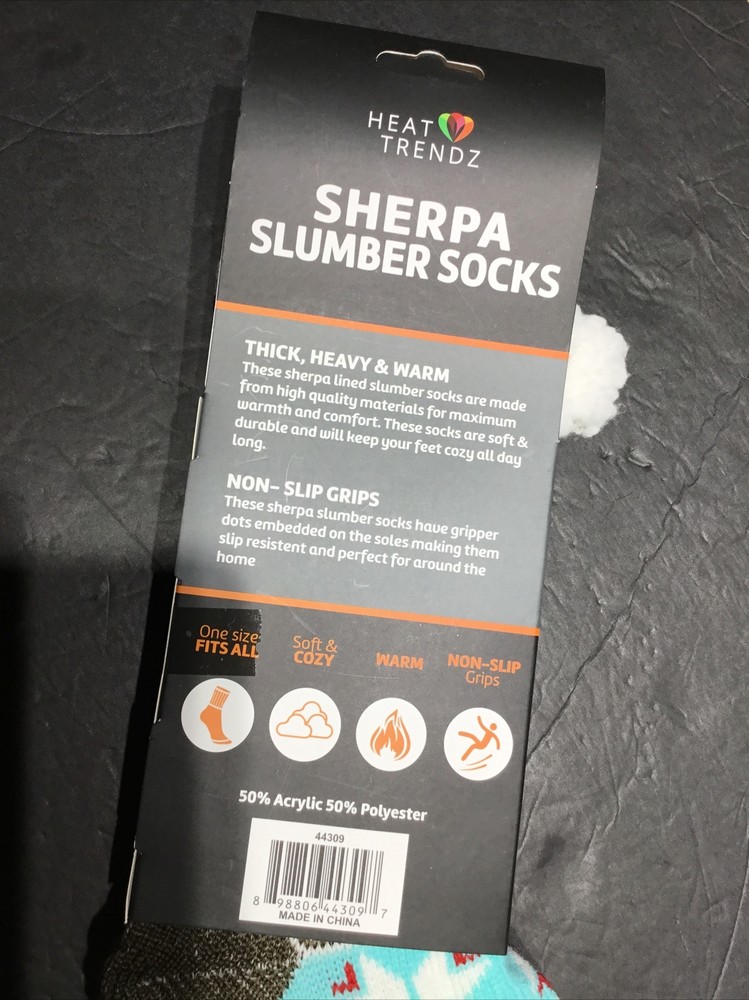 HEAT
TRENDZ
SHERPA
SLUMBER SOCKS
THICK, HEAVY & WARM
These sherpa lined slumber socks are made
from high quality materials for maximum
warmth and comfort. These socks are soft &
durable and will keep your feet cozy all day
long.
NON- SLIP GRIPS
These sherpa slumber socks have gripper
dots embedded on the soles making them
slip resistent and perfect for around the
home
One size
FITS ALL
Soft &
COZY
WARM
NON-SLIP
Grips
50% Acrylic 50% Polyester
44309
8 98806 44309 7
MADE IN CHINA